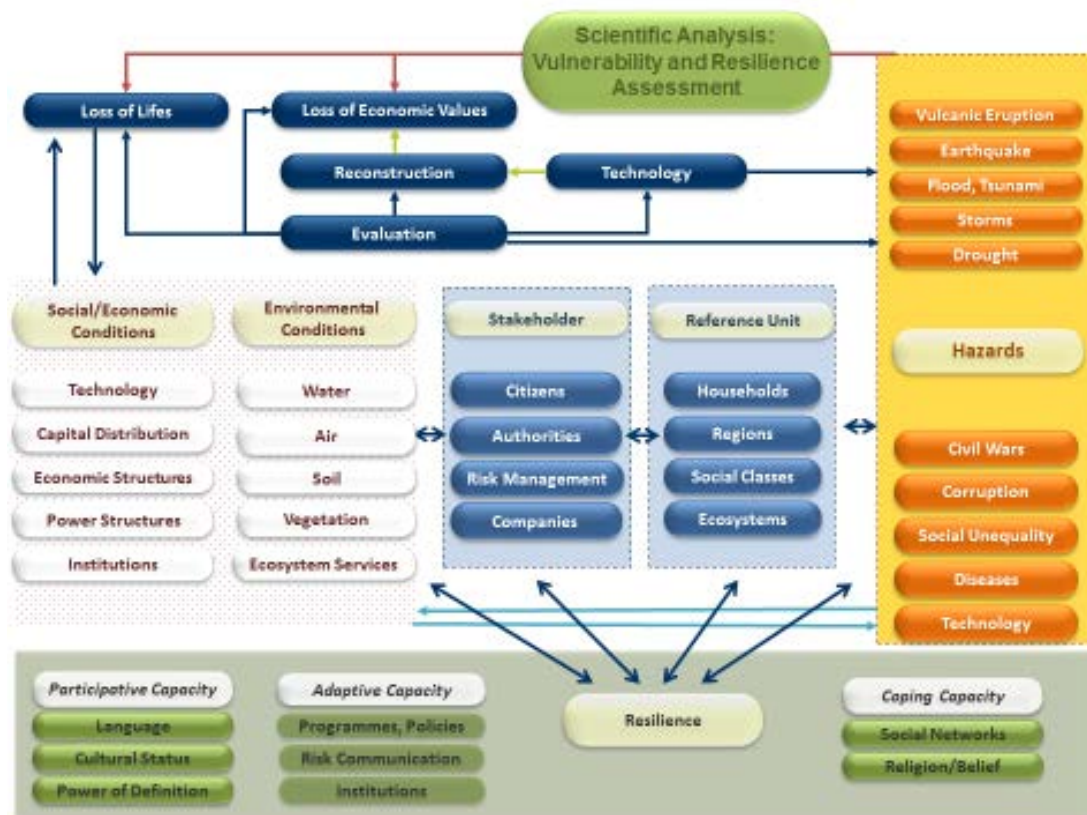 Scientific Analysis:
Vulnerability and Resilience
Assessment
Loss of Lifes
Loss of Economic Values
Reconstruction
Technology
Evaluation
Vulcanic Eruption
Earthquake
Flood, Tsunami
Storms
Drought
Hazards
Civil Wars
Corruption
Social Unequality
Diseases
Technology
Social/Economic
Conditions
Technology
Capital Distribution
Economic Structures
Power Structures
Institutions
Environmental
Conditions
Water
Air
Soil
Vegetation
Ecosystem Services
Stakeholder
Citizens
Authorities
Risk Management
Companies
Reference Unit
Households
Regions
Social Classes
Ecosystems
Participative Capacity
Language
Cultural Status
Power of Definition
Adaptive Capacity
Programmes, Policies
Risk Communication
Institutions
Resilience
Coping Capacity
Social Networks
Religion/Belief